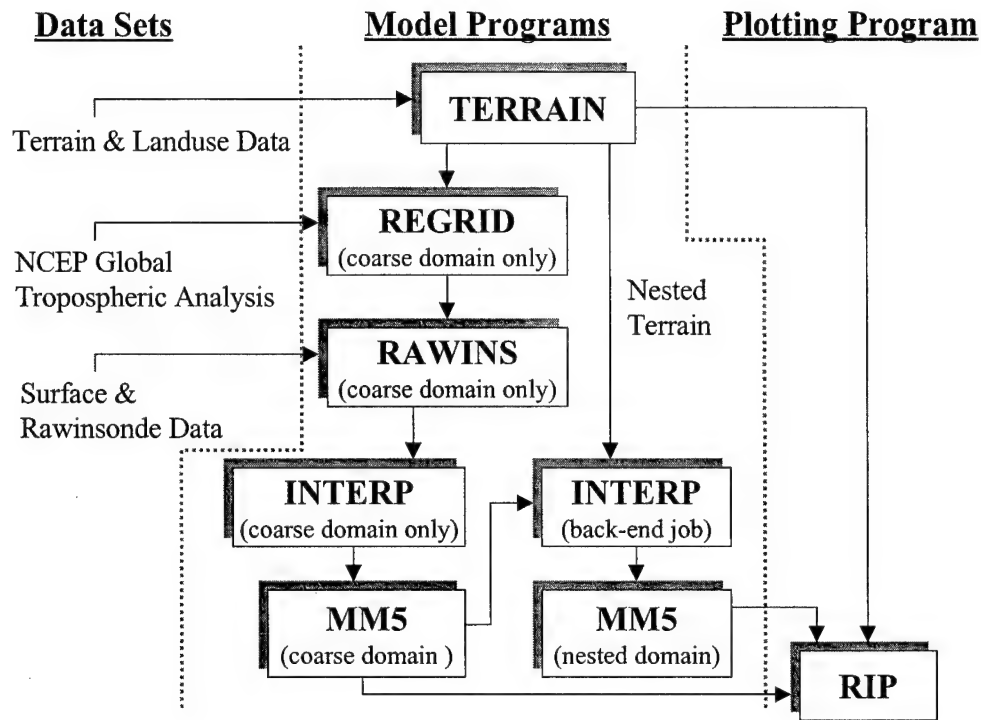 Data Sets
Model Programs
Plotting Program
TERRAIN
Terrain & Landuse Data
REGRID
(coarse domain only)
NCEP Global
Tropospheric Analysis
Nested
Terrain
RAWINS
(coarse domain only)
Surface &
Rawinsonde Data
INTERP
(coarse domain only)
INTERP
(back-end job)
MM5
(coarse domain )
MM5
(nested domain)
RIP